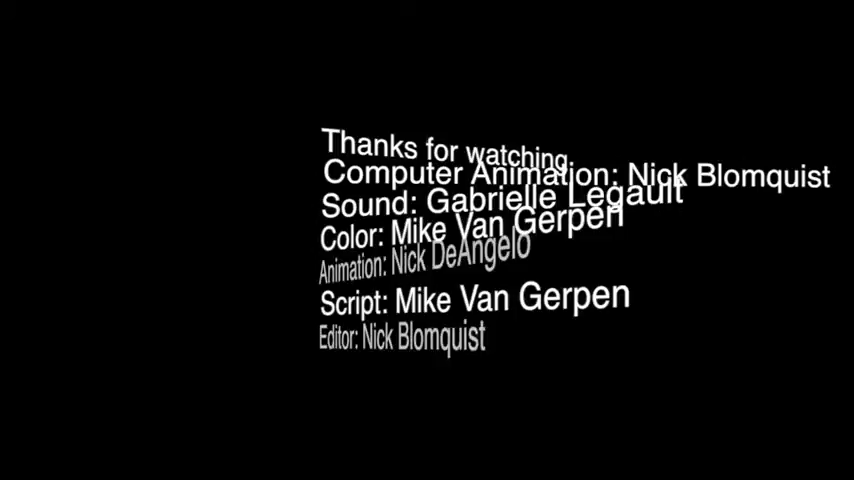 Thanks for watching
Computer Animation: Nick Blomquist
Sound: Gabrielle Legault
Color: Mike Van Gerpen
Animation: Nick DeAngelo
Script: Mike Van Gerpen
Editor: Nick Blomquist